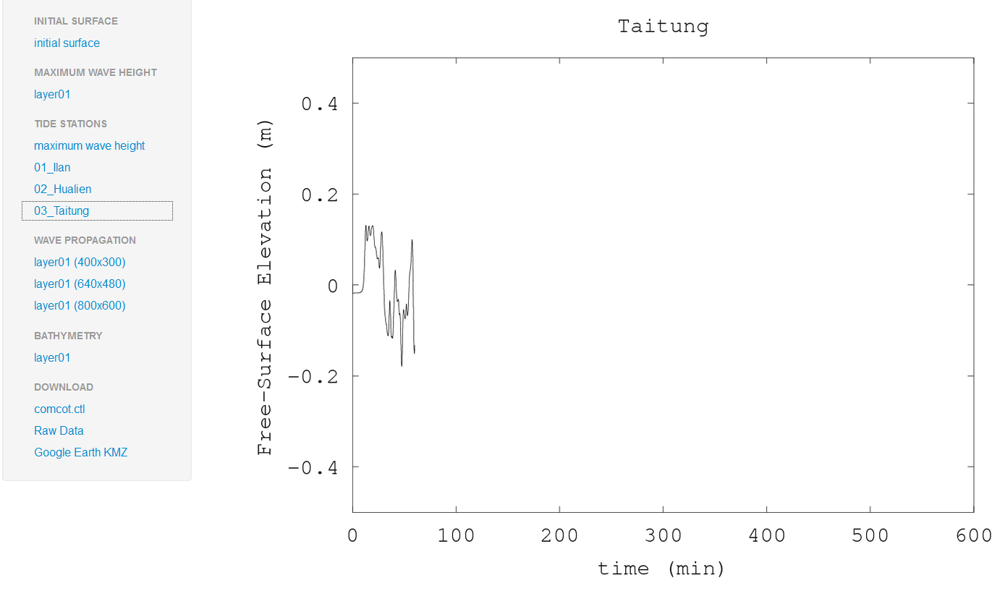 INITIAL SURFACE
initial surface
MAXIMUM WAVE HEIGHT
layer01
TIDE STATIONS
maximum wave height
01_Ilan
02_Hualien
03_Taitung
WAVE PROPAGATION
layer01 (400x300)
layer01 (640x480)
layer01 (800x600)
BATHYMETRY
layer01
DOWNLOAD
comcot.ctl
Raw Data
Google Earth KMZ
Taitung
Free-Surface Elevation (m)
0.4
0.2
0
-0.2
-0.4
0 100 200 300 400 500 600
time (min)